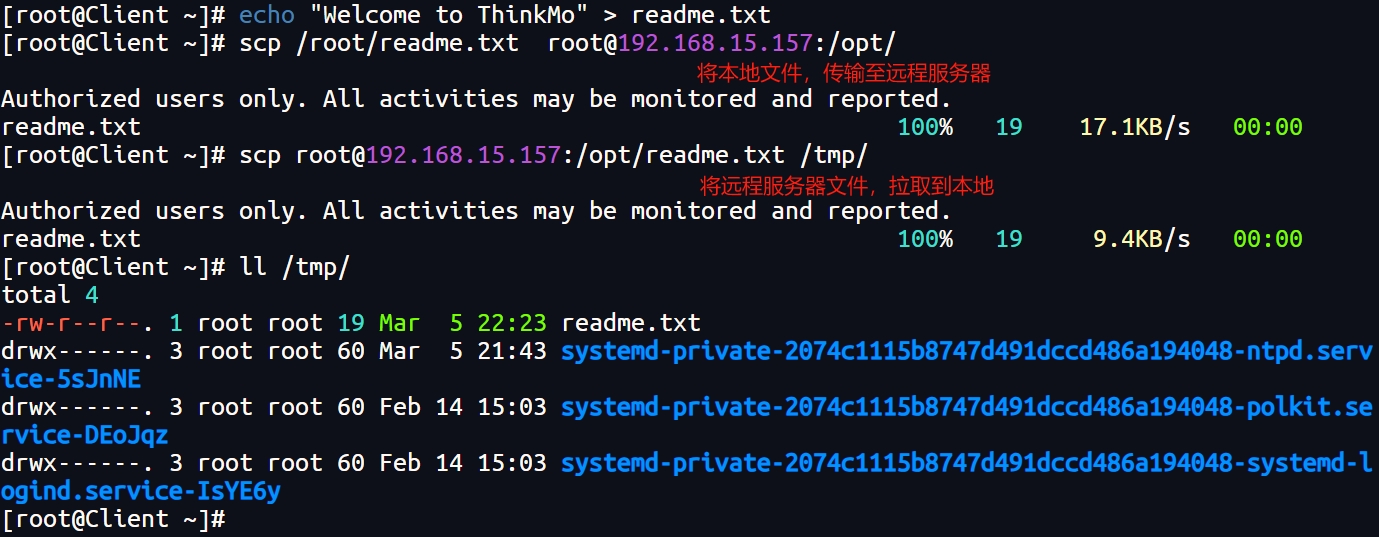 [root@Client ~]# echo "Welcome to ThinkMo" > readme.txt
[root@Client ~]# scp /root/readme.txt  root@192.168.15.157:/opt/
将本地文件，传输至远程服务器
Authorized users only. All activities may be monitored and reported.
readme.txt                                                      100%   19    17.1KB/s   00:00
[root@Client ~]# scp root@192.168.15.157:/opt/readme.txt /tmp/
将远程服务器文件，拉取到本地
Authorized users only. All activities may be monitored and reported.
readme.txt                                                      100%   19     9.4KB/s   00:00
[root@Client ~]# ll /tmp/
total 4
-rw-r--r--. 1 root root 19 Mar  5 22:23 readme.txt
drwx------. 3 root root 60 Mar  5 21:43 systemd-private-2074c1115b8747d491dccd486a194048-ntpd.serv
ice-5sJnNE
drwx------. 3 root root 60 Feb 14 15:03 systemd-private-2074c1115b8747d491dccd486a194048-polkit.se
rvice-DEoJqz
drwx------. 3 root root 60 Feb 14 15:03 systemd-private-2074c1115b8747d491dccd486a194048-systemd-l
ogind.service-IsYE6y
[root@Client ~]#